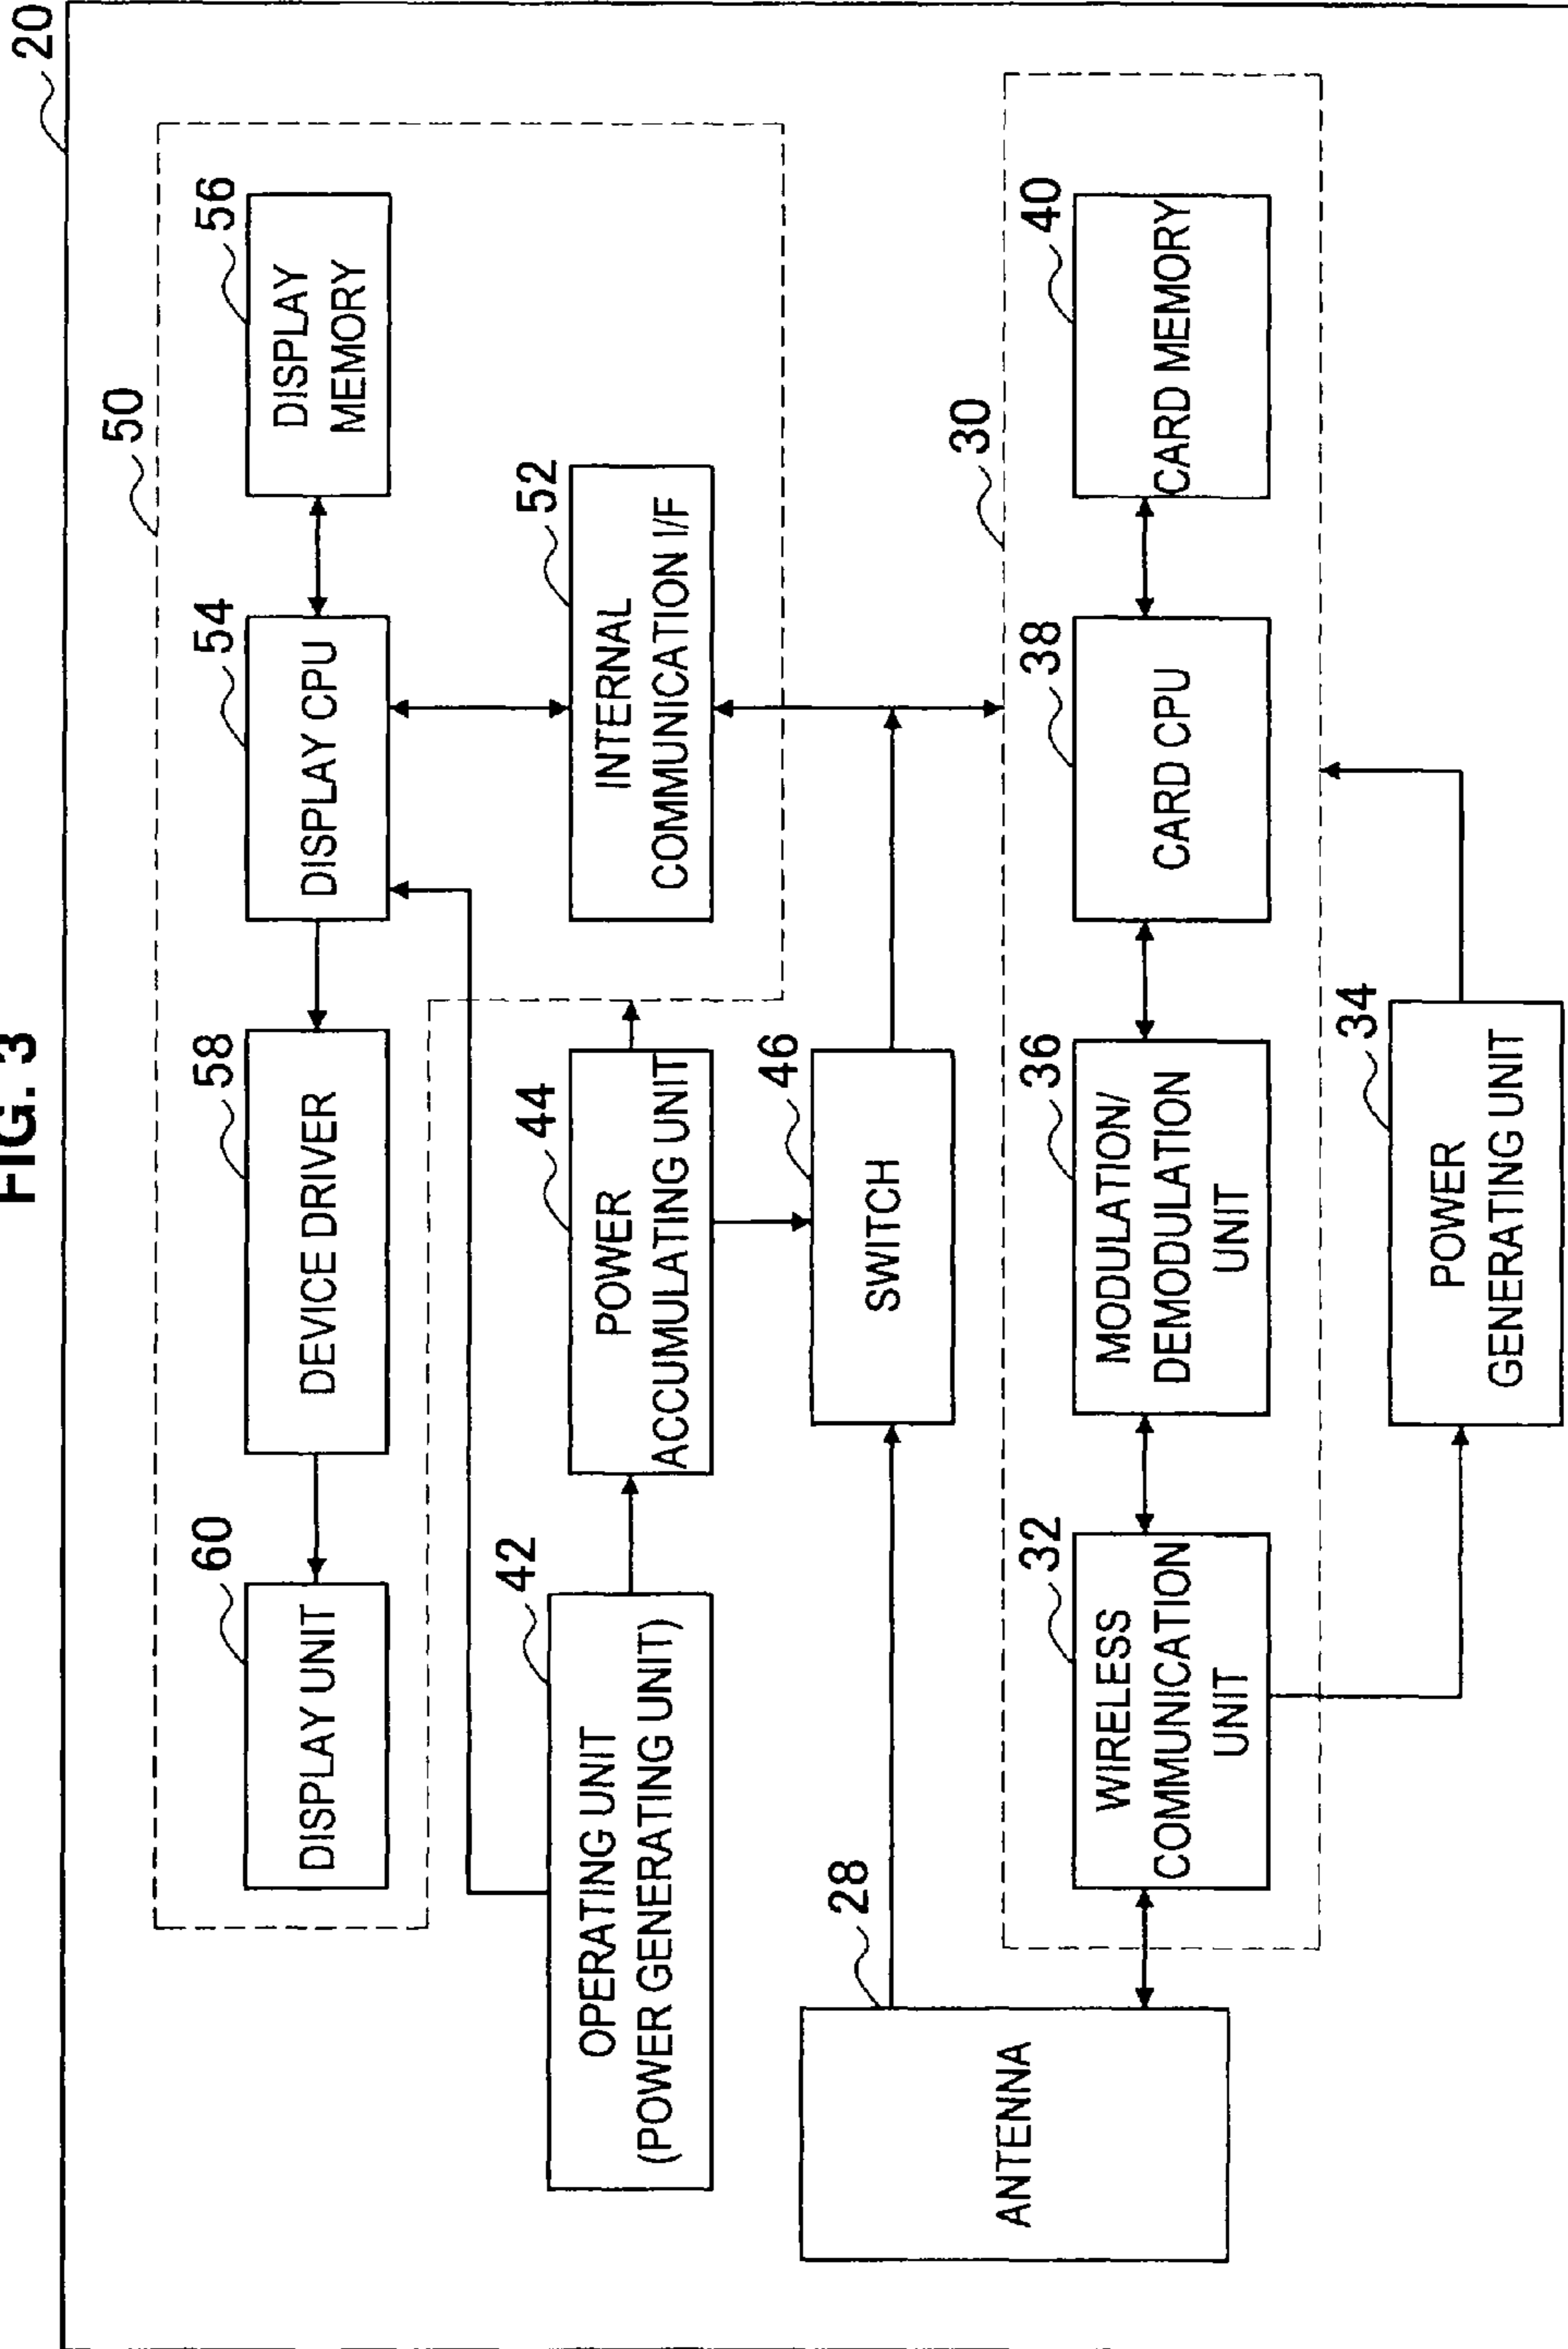 FIG. 3
20
50
60
58
54
56
DISPLAY UNIT
DEVICE DRIVER
DISPLAY CPU
DISPLAY
MEMORY
42
44
52
OPERATING UNIT
(POWER GENERATING UNIT)
POWER
ACCUMULATING UNIT
INTERNAL
COMMUNICATION I/F
46
SWITCH
28
ANTENNA
30
32
36
38
40
WIRELESS
COMMUNICATION
UNIT
MODULATION/
DEMODULATION
UNIT
CARD CPU
CARD MEMORY
34
POWER
GENERATING UNIT